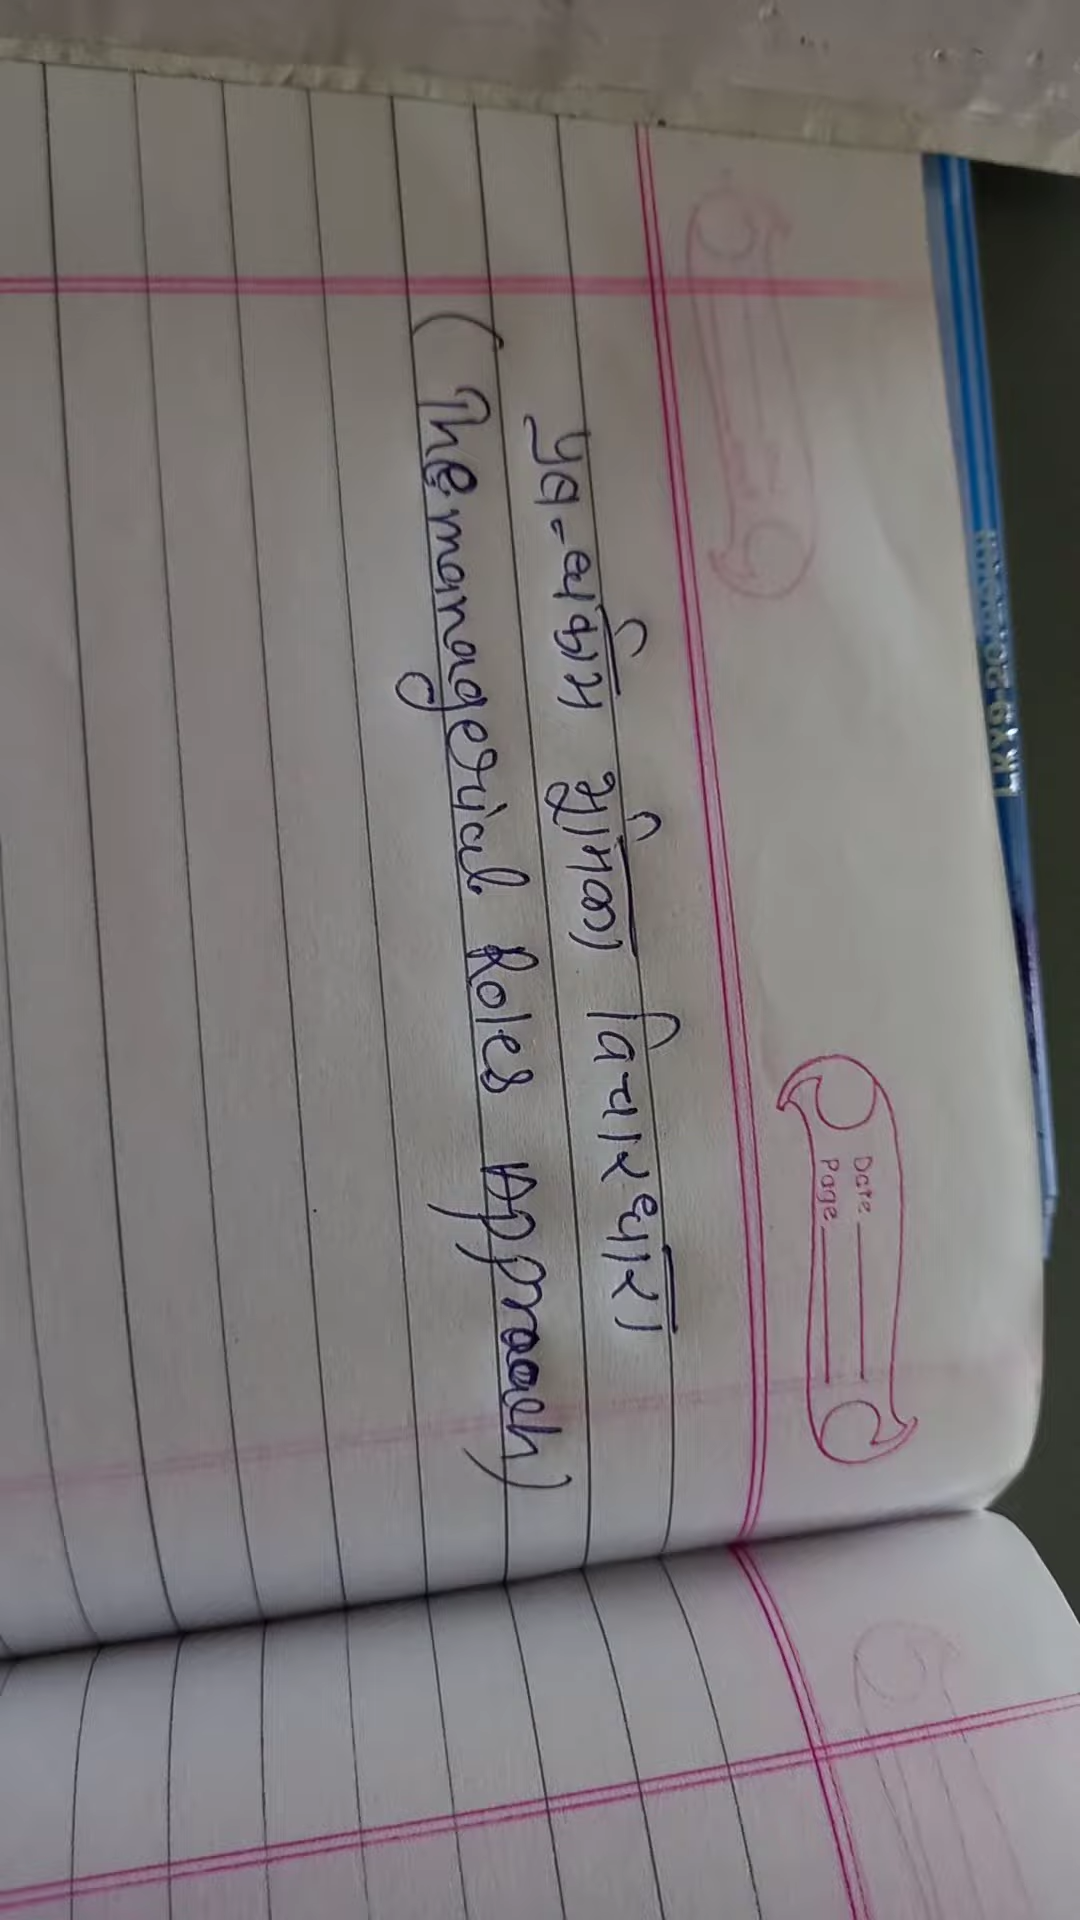 Date
Page
प्रबन्धकीय भूमिका विचारधारा
(The managerial Roles Approach)